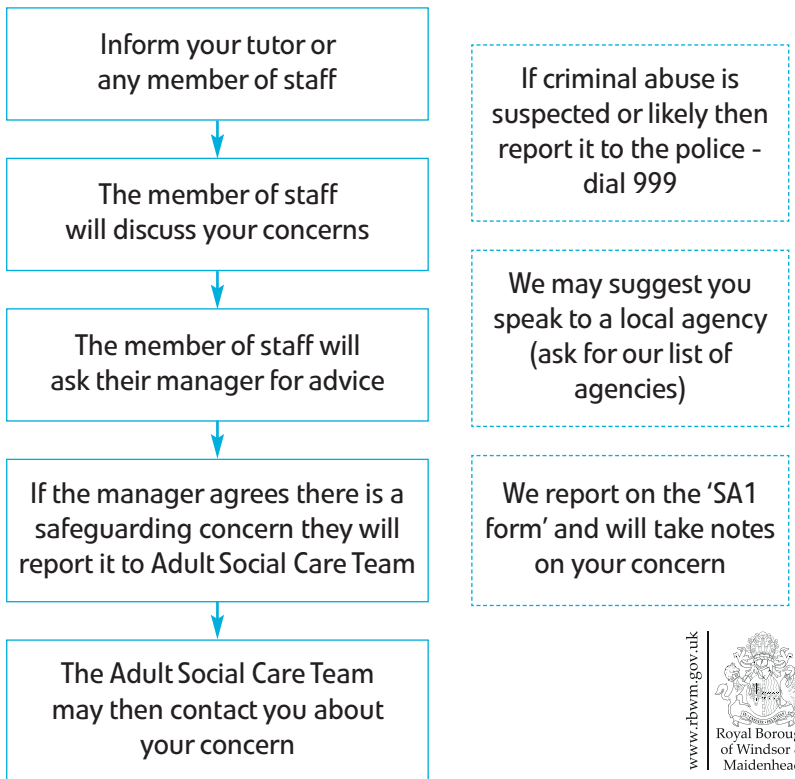 Inform your tutor or
any member of staff
The member of staff
will discuss your concerns
The member of staff will
ask their manager for advice
If the manager agrees there is a
safeguarding concern they will
report it to Adult Social Care Team
The Adult Social Care Team
may then contact you about
your concern
If criminal abuse is
suspected or likely then
report it to the police -
dial 999
We may suggest you
speak to a local agency
(ask for our list of
agencies)
We report on the ‘SA1
form’ and will take notes
on your concern
www.rbwm.gov.uk
Royal
of Windsor
Maidenhead